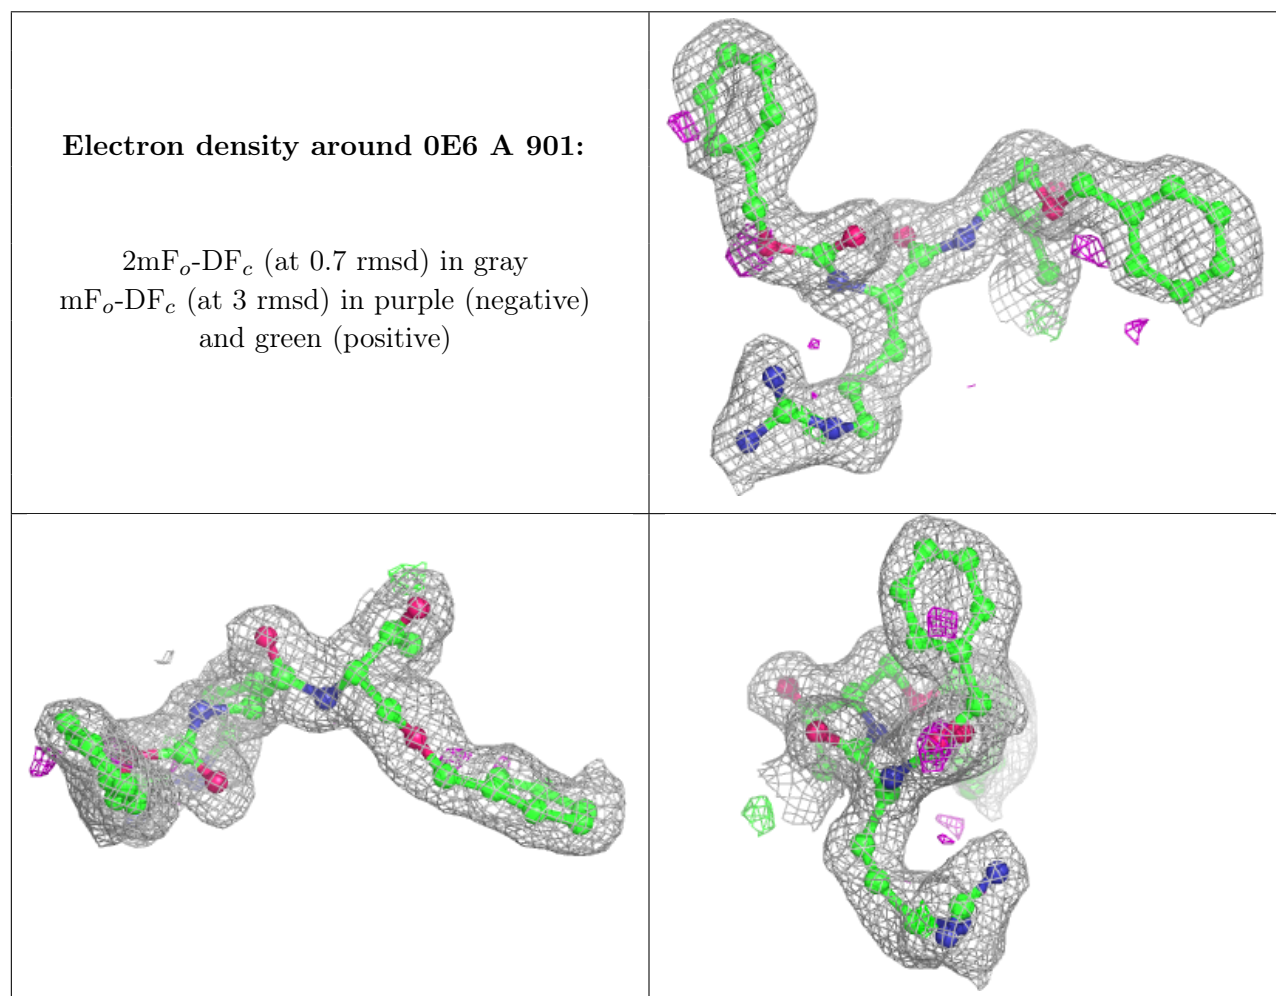 Electron density around 0E6 A 901:
2mFo-DFc (at 0.7 rmsd) in gray
mFo-DFc (at 3 rmsd) in purple (negative)
and green (positive)